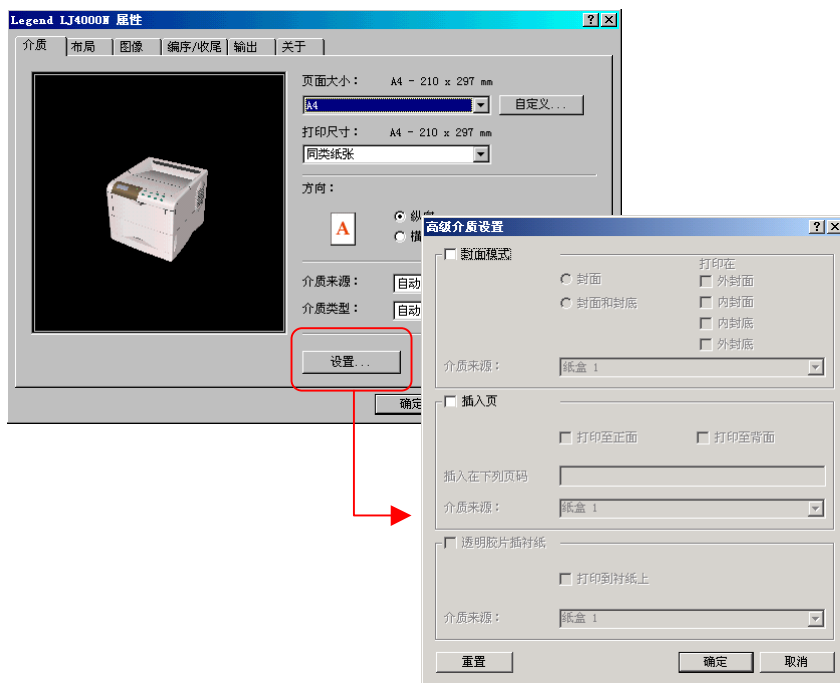 Legend LJ4000N 属性
介质 布局 图像 编序/收尾 输出 关于
页面大小： A4 - 210 x 297 mm
A4
自定义...
打印尺寸： A4 - 210 x 297 mm
同类纸张
方向：
A
介质来源：
自动
介质类型：
自动
设置...
确定
高级介质设置
封面模式
打印在
封面
外封面
封面和封底
内封面
内封底
外封底
介质来源：
纸盒 1
插入页
打印至正面 打印至背面
插入在下列页码
介质来源：
纸盒 1
透明胶片插衬纸
打印到衬纸上
介质来源：
纸盒 1
重置 确定 取消